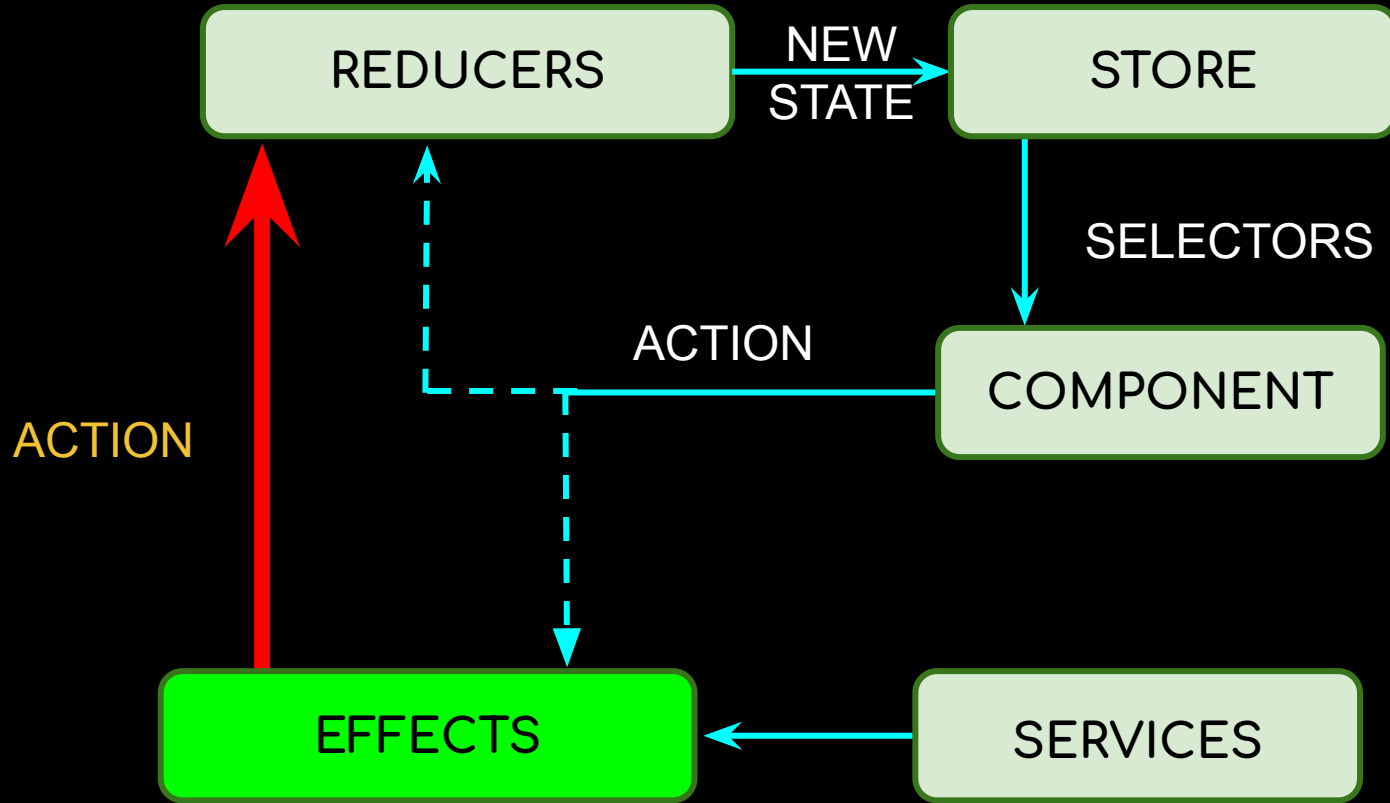 REDUCERS
NEW
STATE
STORE
SELECTORS
ACTION
COMPONENT
ACTION
EFFECTS
SERVICES